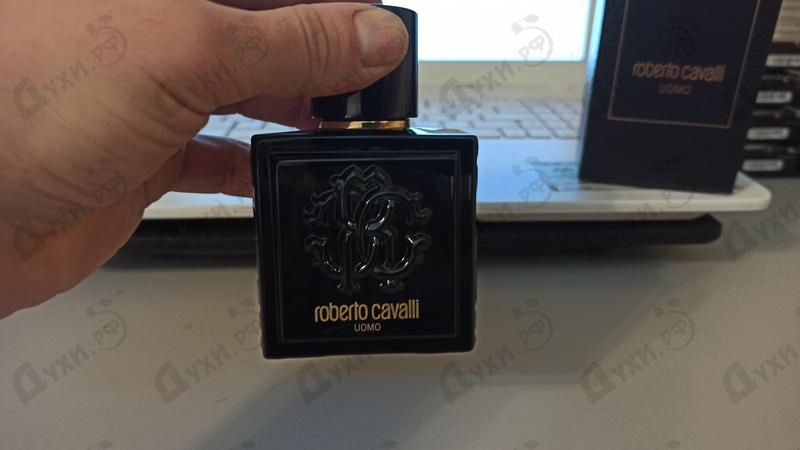 roberto cavalli
UOMO
roberto cavalli
UOMO
Духи.РФ